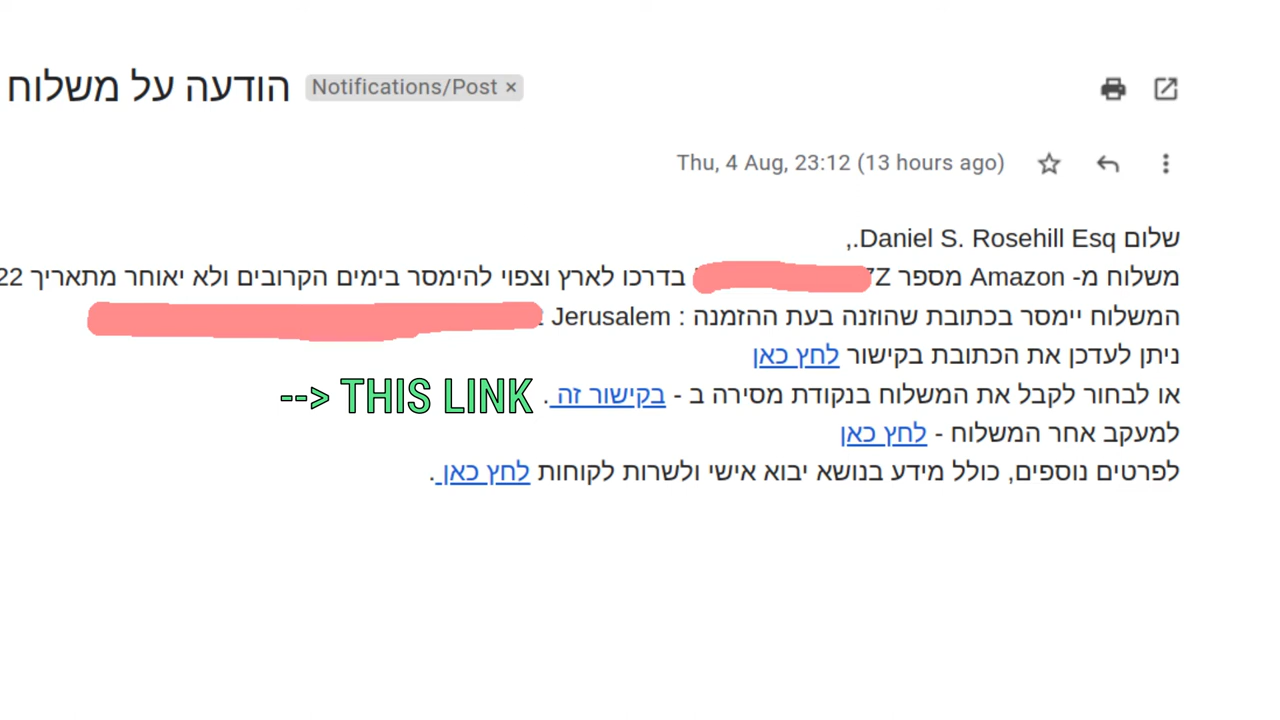 הודעה על משלוח Notifications/Post ×
Thu, 4 Aug, 23:12 (13 hours ago)
שלום Daniel S. Rosehill Esq.,
משלוח מ- Amazon מספר 7Z בדרכו לארץ וצפוי להימסר בימים הקרובים ולא יאוחר מתאריך 22
המשלוח יימסר בכתובת שהוזנה בעת ההזמנה : Jerusalem
ניתן לעדכן את הכתובת בקישור לחץ כאן
או לבחור לקבל את המשלוח בנקודת מסירה ב - בקישור זה .
--> THIS LINK
למעקב אחר המשלוח - לחץ כאן
לפרטים נוספים, כולל מידע בנושא יבוא אישי ולשרות לקוחות לחץ כאן .